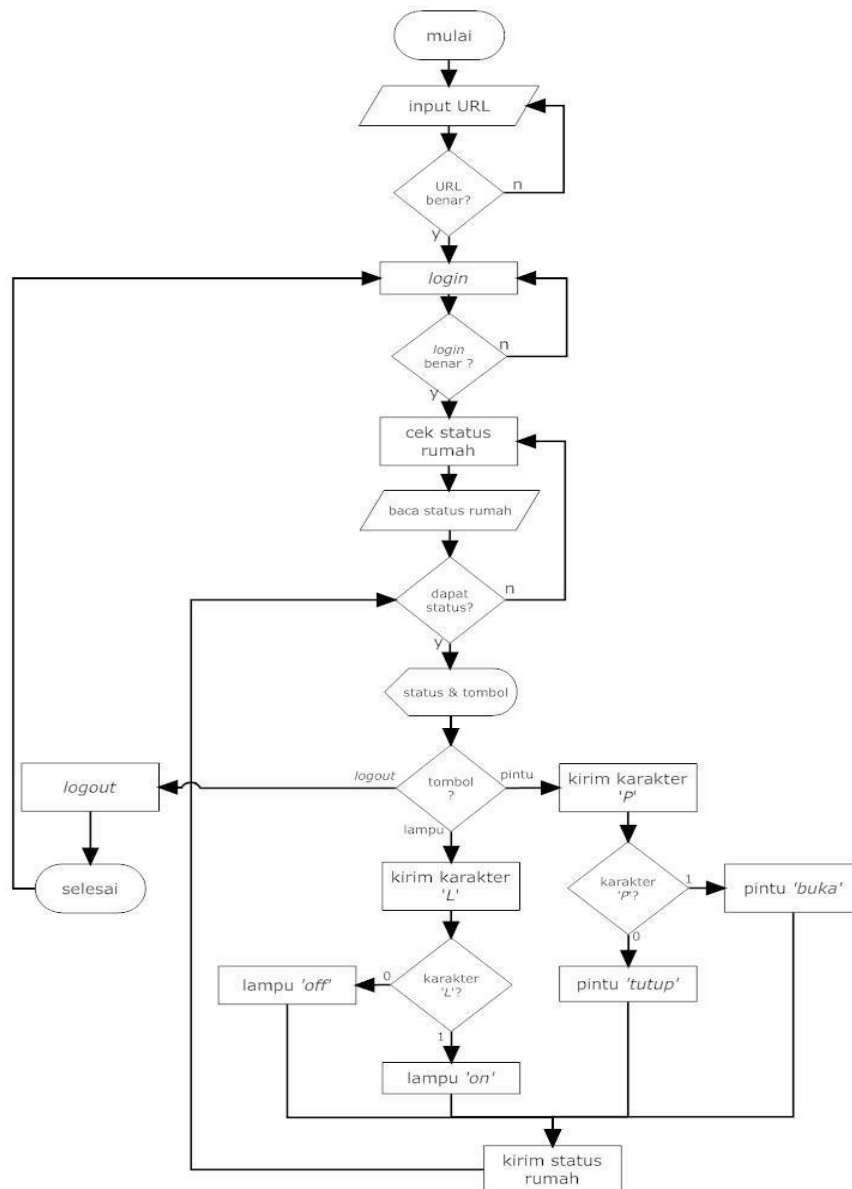 mulai
input URL
URL
benar?
n
y
login
login
benar ?
n
y
cek status
rumah
baca status rumah
dapat
status?
n
y
status & tombol
logout
tombol
?
pintu
lampu
kirim karakter
'P'
logout
selesai
kirim karakter
'L'
karakter
'P'?
1
0
pintu 'buka'
lampu 'off'
0
karakter
'L'?
1
pintu 'tutup'
lampu 'on'
kirim status
rumah